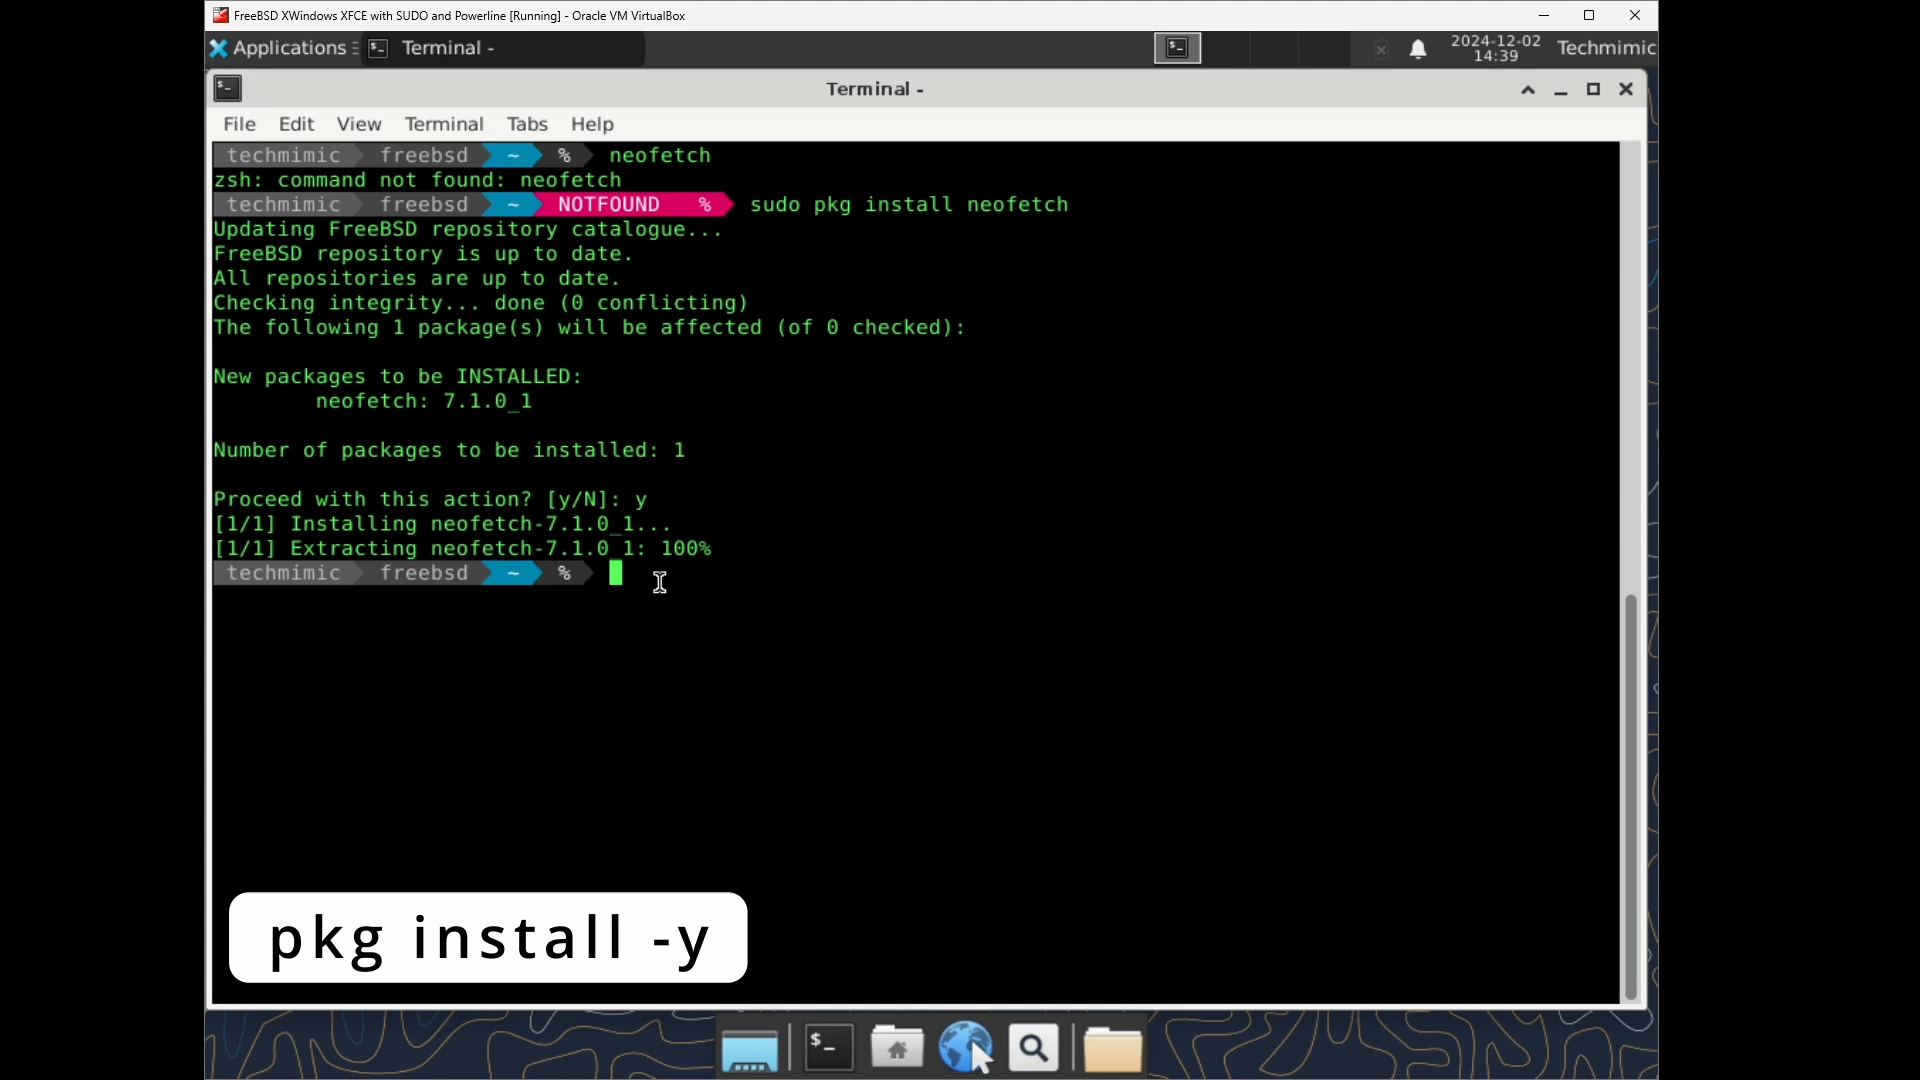 FreeBSD XWindows XFCE with SUDO and Powerline [Running] - Oracle VM VirtualBox
Applications
Terminal -
2024-12-02
14:39
Techmimic
Terminal -
File Edit View Terminal Tabs Help
techmimic freebsd ~ % neofetch
zsh: command not found: neofetch
techmimic freebsd ~ NOTFOUND % sudo pkg install neofetch
Updating FreeBSD repository catalogue...
FreeBSD repository is up to date.
All repositories are up to date.
Checking integrity... done (0 conflicting)
The following 1 package(s) will be affected (of 0 checked):
New packages to be INSTALLED:
neofetch: 7.1.0_1
Number of packages to be installed: 1
Proceed with this action? [y/N]: y
[1/1] Installing neofetch-7.1.0_1...
[1/1] Extracting neofetch-7.1.0_1: 100%
techmimic freebsd ~ %
pkg install -y
$_